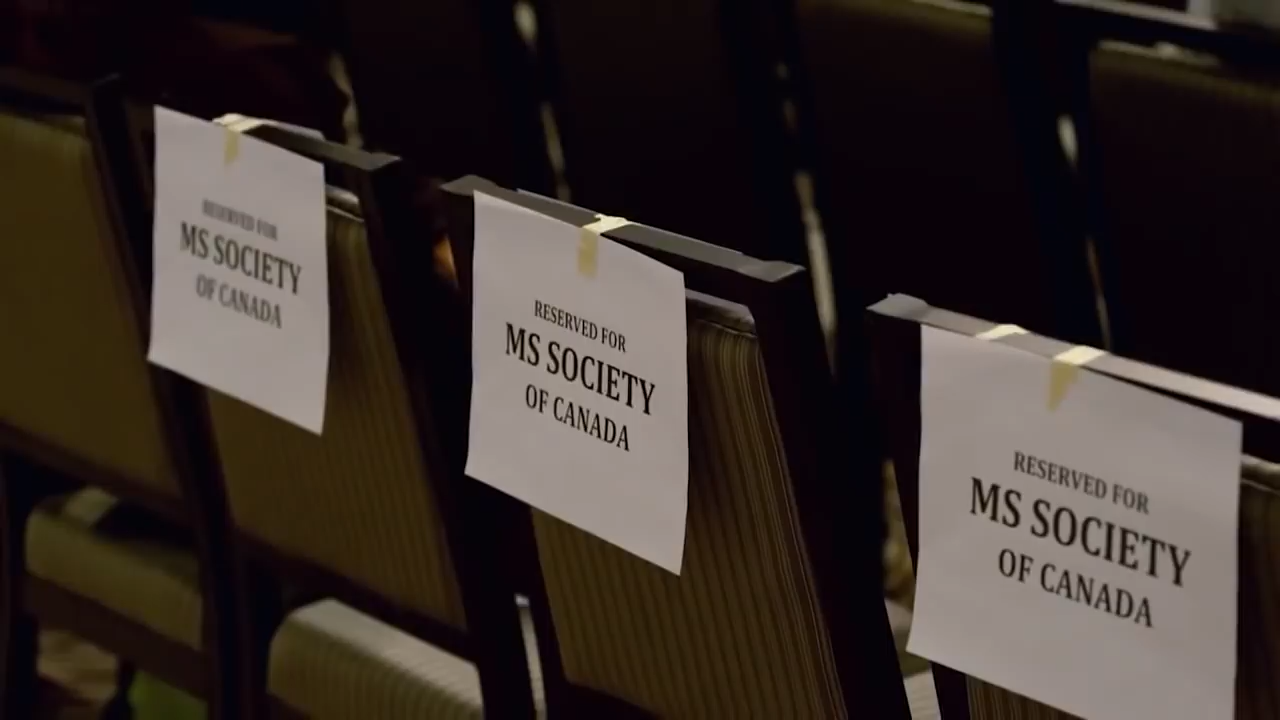 RESERVED FOR
MS SOCIETY
OF CANADA
RESERVED FOR
MS SOCIETY
OF CANADA
RESERVED FOR
MS SOCIETY
OF CANADA